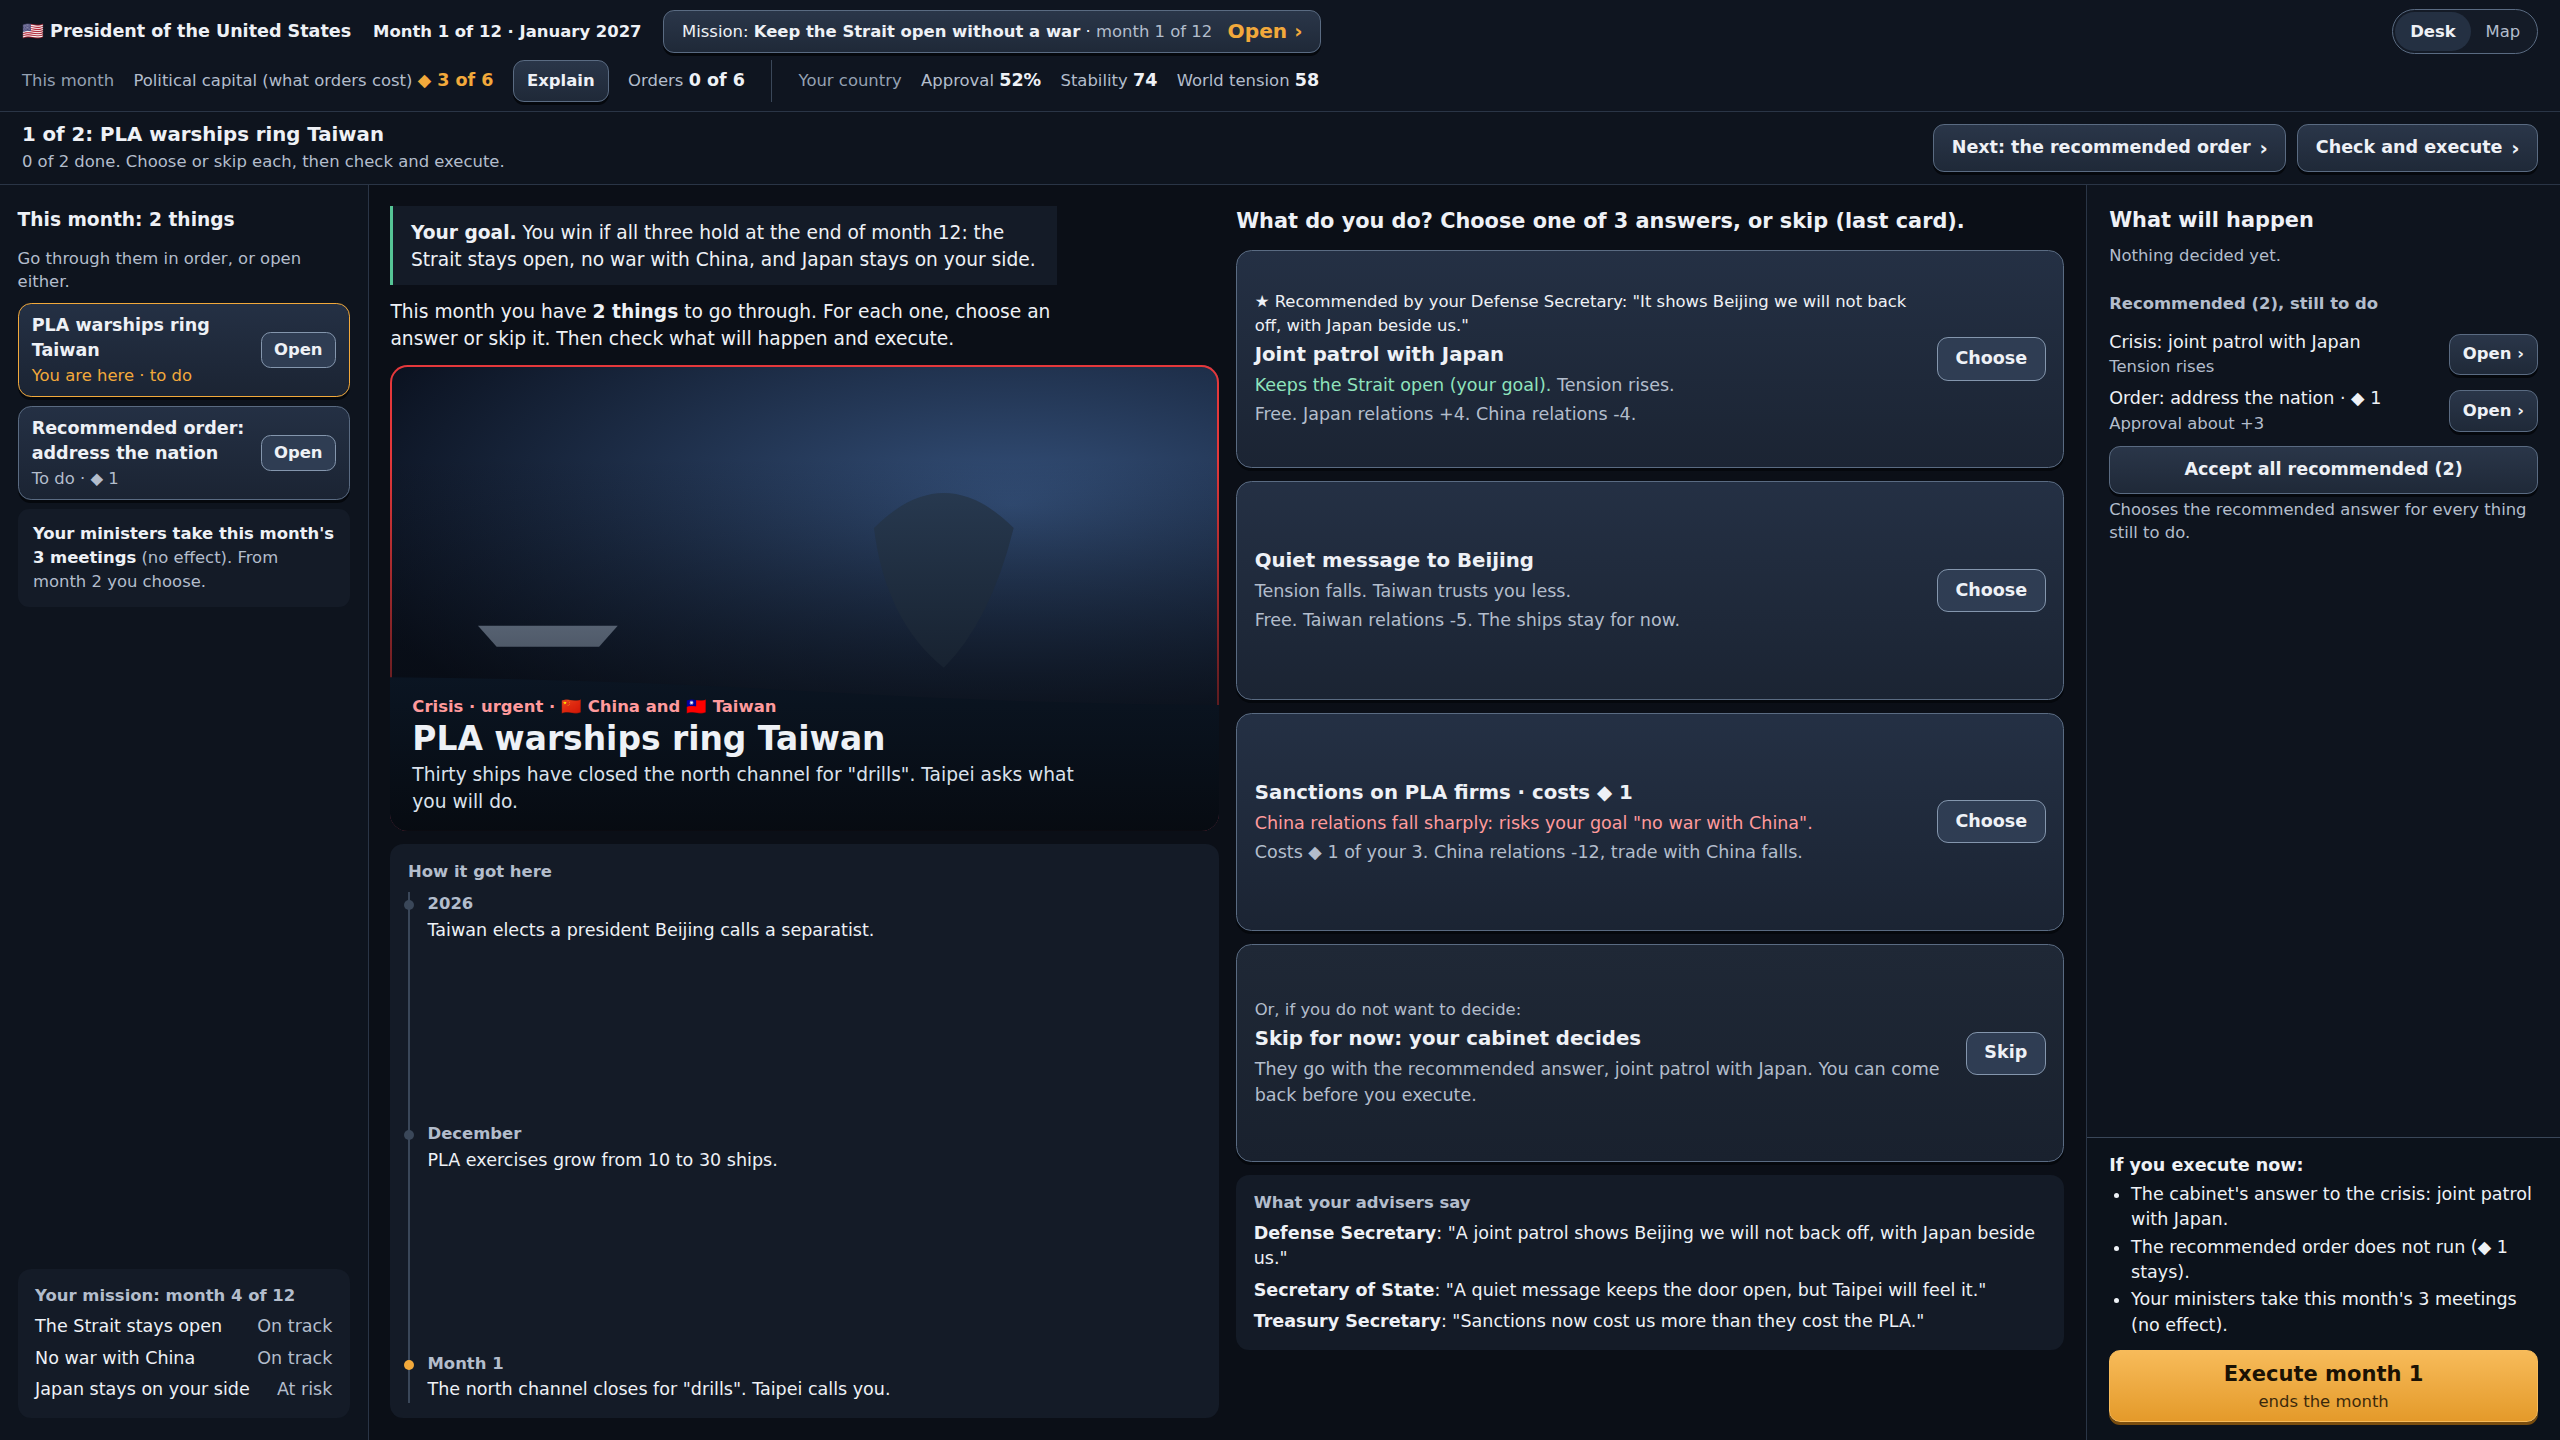 🇺🇸 President of the United States
Month 1 of 12 · January 2027
Mission: Keep the Strait open without a war · month 1 of 12 Open ›
Desk Map
This month Political capital (what orders cost) ◆ 3 of 6 Explain Orders 0 of 6
Your country Approval 52% Stability 74 World tension 58
1 of 2: PLA warships ring Taiwan
0 of 2 done. Choose or skip each, then check and execute.
Next: the recommended order ›
Check and execute ›
This month: 2 things
Go through them in order, or open
either.
PLA warships ring
Taiwan
You are here · to do
Open
Recommended order:
address the nation
To do · ◆ 1
Open
Your ministers take this month's
3 meetings (no effect). From
month 2 you choose.
Your mission: month 4 of 12
The Strait stays open On track
No war with China On track
Japan stays on your side At risk
Your goal. You win if all three hold at the end of month 12: the
Strait stays open, no war with China, and Japan stays on your side.
This month you have 2 things to go through. For each one, choose an
answer or skip it. Then check what will happen and execute.
Crisis · urgent · 🇨🇳 China and 🇹🇼 Taiwan
PLA warships ring Taiwan
Thirty ships have closed the north channel for "drills". Taipei asks what
you will do.
How it got here
2026
Taiwan elects a president Beijing calls a separatist.
December
PLA exercises grow from 10 to 30 ships.
Month 1
The north channel closes for "drills". Taipei calls you.
What do you do? Choose one of 3 answers, or skip (last card).
★ Recommended by your Defense Secretary: "It shows Beijing we will not back
off, with Japan beside us."
Joint patrol with Japan
Keeps the Strait open (your goal). Tension rises.
Free. Japan relations +4. China relations -4.
Choose
Quiet message to Beijing
Tension falls. Taiwan trusts you less.
Free. Taiwan relations -5. The ships stay for now.
Choose
Sanctions on PLA firms · costs ◆ 1
China relations fall sharply: risks your goal "no war with China".
Costs ◆ 1 of your 3. China relations -12, trade with China falls.
Choose
Or, if you do not want to decide:
Skip for now: your cabinet decides
They go with the recommended answer, joint patrol with Japan. You can come
back before you execute.
Skip
What your advisers say
Defense Secretary: "A joint patrol shows Beijing we will not back off, with Japan beside
us."
Secretary of State: "A quiet message keeps the door open, but Taipei will feel it."
Treasury Secretary: "Sanctions now cost us more than they cost the PLA."
What will happen
Nothing decided yet.
Recommended (2), still to do
Crisis: joint patrol with Japan
Tension rises
Open ›
Order: address the nation · ◆ 1
Approval about +3
Open ›
Accept all recommended (2)
Chooses the recommended answer for every thing
still to do.
If you execute now:
• The cabinet's answer to the crisis: joint patrol
with Japan.
• The recommended order does not run (◆ 1
stays).
• Your ministers take this month's 3 meetings
(no effect).
Execute month 1
ends the month